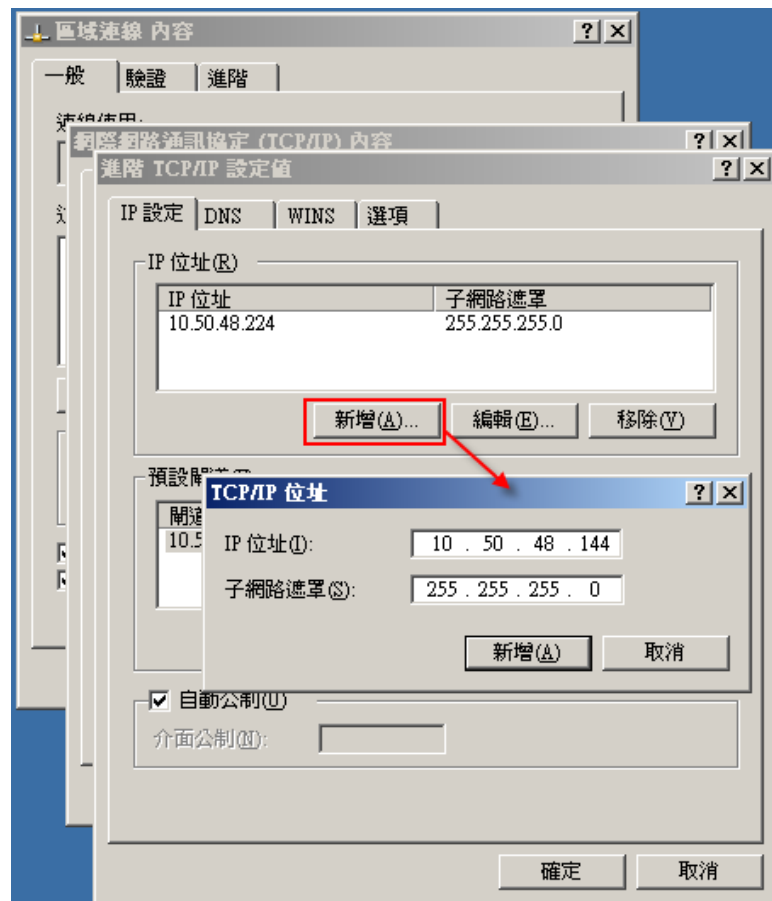 區域連線 內容
一般 驗證 進階
網際網路通訊協定 (TCP/IP) 內容
進階 TCP/IP 設定值
IP 設定 DNS WINS 選項
IP 位址(R)
IP 位址 子網路遮罩
10.50.48.224 255.255.255.0
新增(A)... 編輯(E)... 移除(V)
TCP/IP 位址
IP 位址(I): 10 . 50 . 48 . 144
子網路遮罩(S): 255 . 255 . 255 . 0
新增(A) 取消
自動公制(U)
介面公制(N):
確定 取消